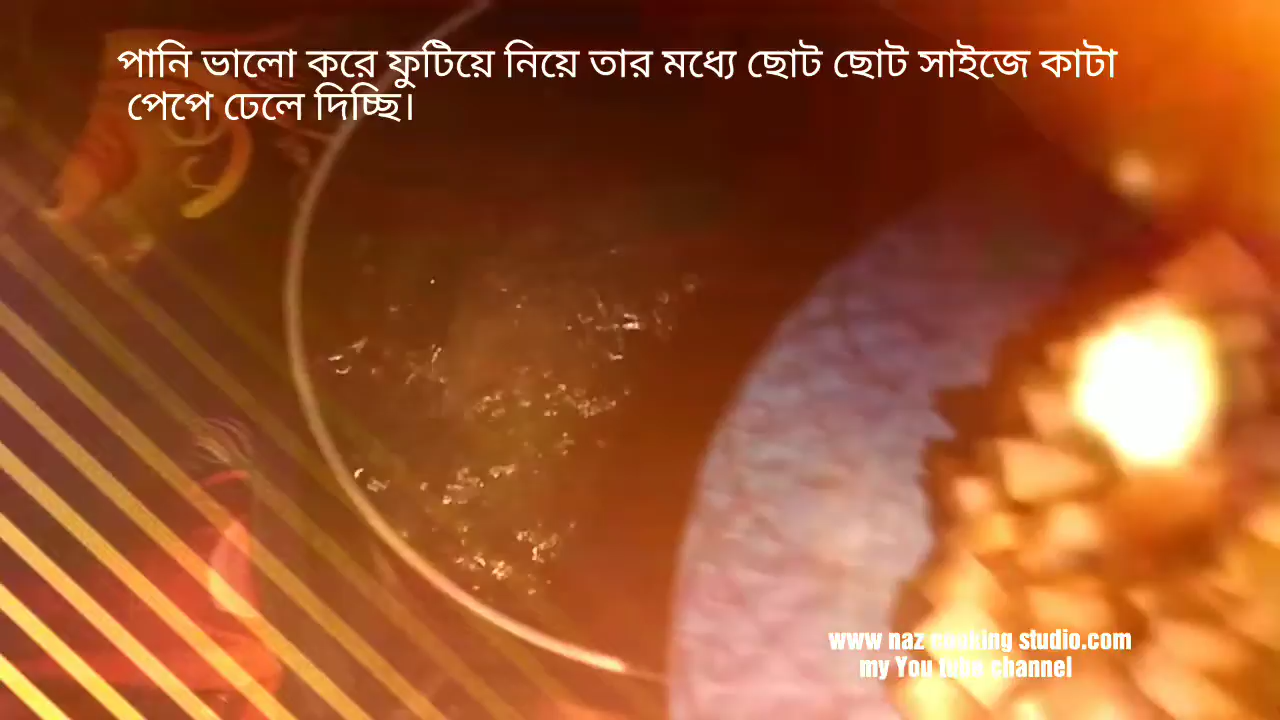 পানি ভালো করে ফুটিয়ে নিয়ে তার মধ্যে ছোট ছোট সাইজে কাটা
পেপে ঢেলে দিচ্ছি।
www naz cooking studio.com
my You tube channel